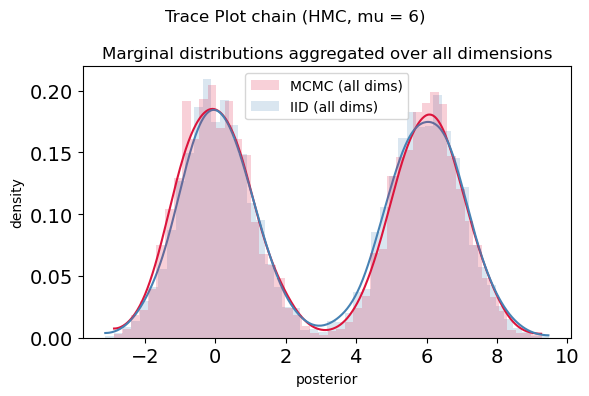 Trace Plot chain (HMC, mu = 6)
Marginal distributions aggregated over all dimensions
MCMC (all dims)
IID (all dims)
density
0.20
0.15
0.10
0.05
0.00
−2 0 2 4 6 8 10
posterior